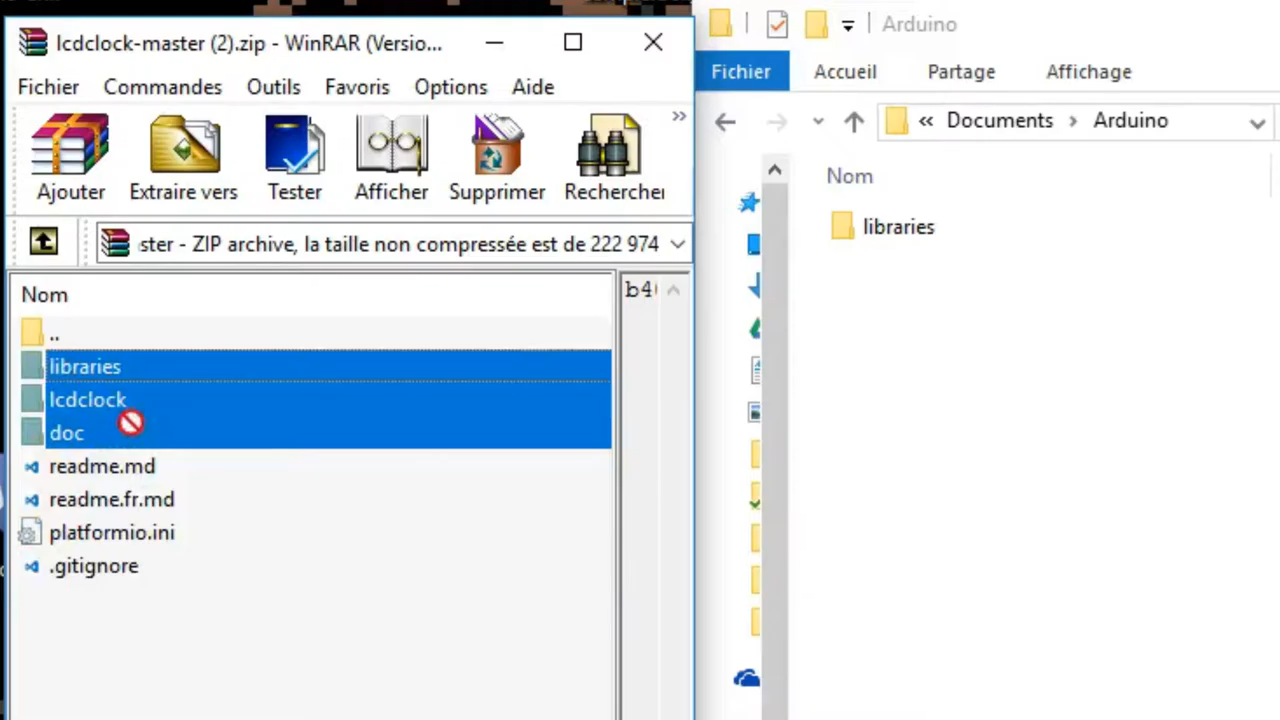 lcdclock-master (2).zip - WinRAR (Versio...
Fichier Commandes Outils Favoris Options Aide
Ajouter Extraire vers Tester Afficher Supprimer Rechercher
ster - ZIP archive, la taille non compressée est de 222 974
Nom
..
libraries
lcdclock
doc
readme.md
readme.fr.md
platformio.ini
.gitignore
Arduino
Fichier Accueil Partage Affichage
« Documents > Arduino
Nom
libraries